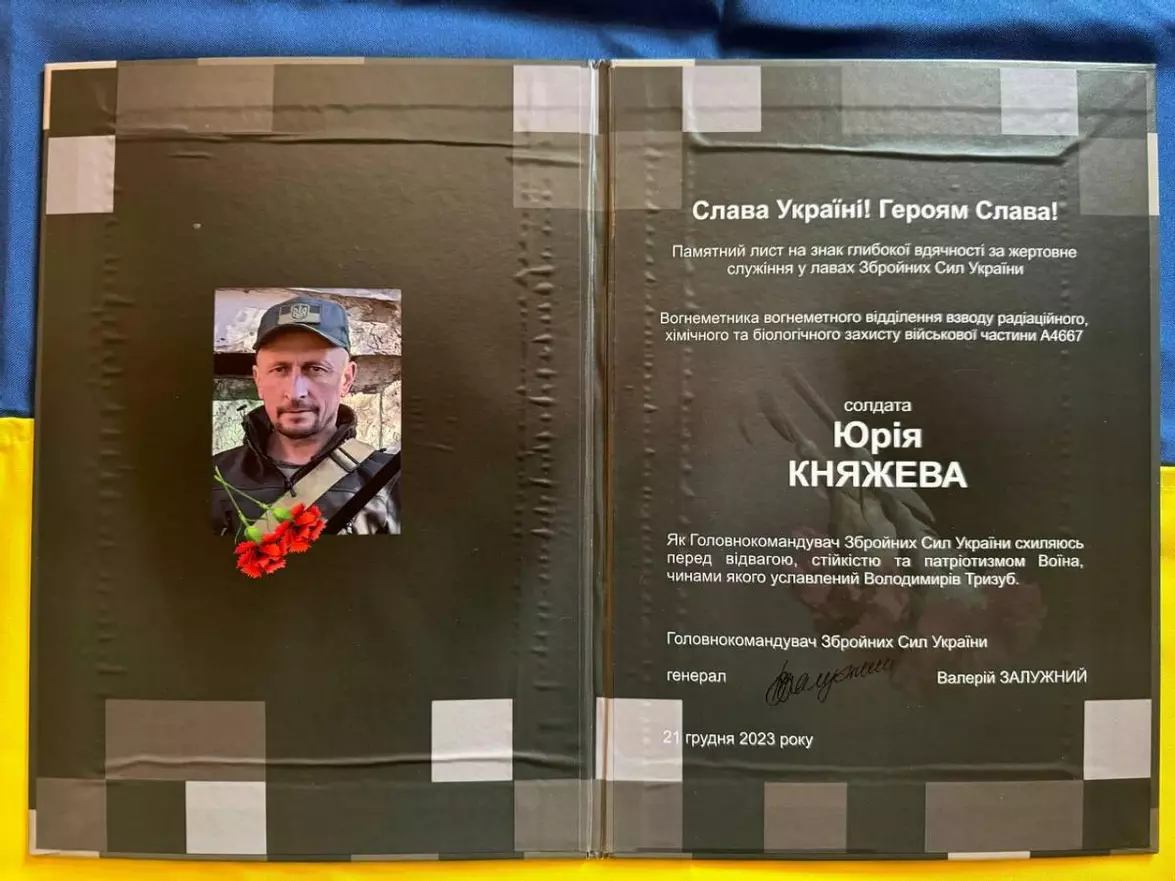 Слава Україні! Героям Слава!
Памятний лист на знак глибокої вдячності за жертовне
служіння у лавах Збройних Сил України
Вогнеметника вогнеметного відділення взводу радіаційного,
хімічного та біологічного захисту військової частини А4667
солдата
Юрія
КНЯЖЕВА
Як Головнокомандувач Збройних Сил України схиляюсь
перед відвагою, стійкістю та патріотизмом Воїна,
чинами якого уславлений Володимирів Тризуб.
Головнокомандувач Збройних Сил України
генерал Залужний Валерій ЗАЛУЖНИЙ
21 грудня 2023 року